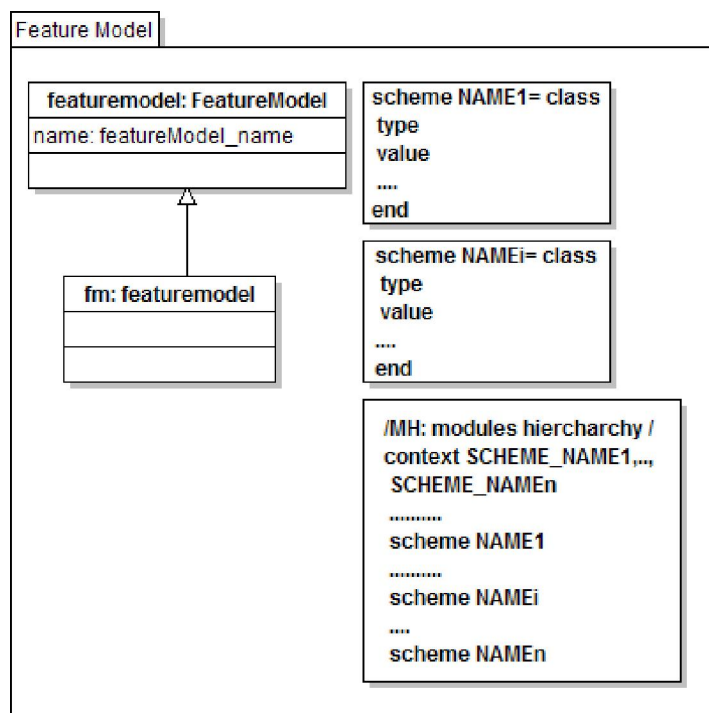 Feature Model
featuremodel: FeatureModel
name: featureModel_name
fm: featuremodel
scheme NAME1= class
type
value
....
end
scheme NAMEi= class
type
value
....
end
/MH: modules hiercharchy /
context SCHEME_NAME1,..,
SCHEME_NAMEn
..........
scheme NAME1
..........
scheme NAMEi
....
scheme NAMEn